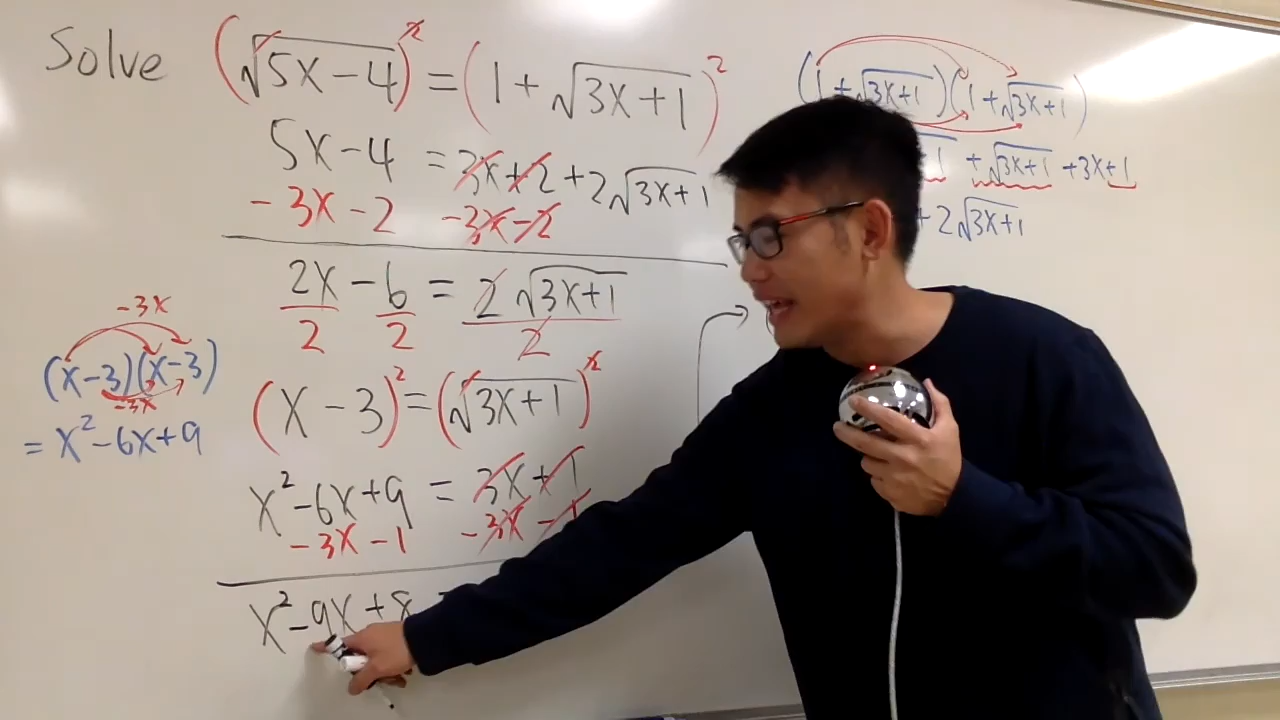 Solve (√5x-4)² = (1+√3x+1)²
5x-4 = 3x+2+2√3x+1
-3x-2 -3x-2
2x-6 = 2√3x+1
2 2 2
(x-3)² = (√3x+1)²
x²-6x+9 = 3x+1
-3x-1 -3x-1
x²-9x+8
-3x
(x-3)(x-3)
-3x
= x²-6x+9
(1+√3x+1)(1+√3x+1)
1 +√3x+1 +3x+1
+2√3x+1